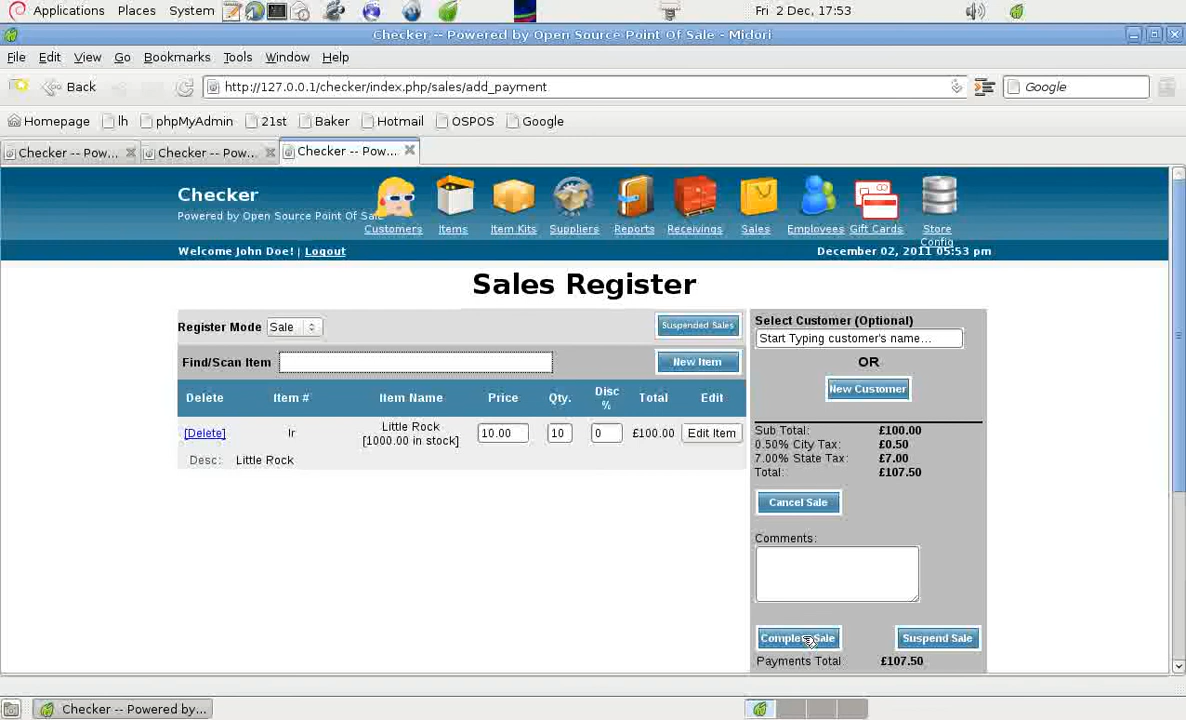 Applications Places System Fri 2 Dec, 17:53
Checker -- Powered by Open Source Point Of Sale - Midori
File Edit View Go Bookmarks Tools Window Help
Back http://127.0.0.1/checker/index.php/sales/add_payment Google
Homepage lh phpMyAdmin 21st Baker Hotmail OSPOS Google
Checker -- Pow... Checker -- Pow... Checker -- Pow...
Checker
Powered by Open Source Point Of
Customers Items Item Kits Suppliers Reports Receivings Sales Employees Gift Cards Store Config
Welcome John Doe! | Logout December 02, 2011 05:53 pm
Sales Register
Register Mode Sale Suspended Sales
Find/Scan Item New Item
Delete Item # Item Name Price Qty. Disc % Total Edit
[Delete] lr Little Rock [1000.00 in stock] 10.00 10 0 £100.00 Edit Item
Desc: Little Rock
Select Customer (Optional)
Start Typing customer's name...
OR
New Customer
Sub Total: £100.00
0.50% City Tax: £0.50
7.00% State Tax: £7.00
Total: £107.50
Cancel Sale
Comments:
Complete Sale Suspend Sale
Payments Total £107.50
Checker -- Powered by...